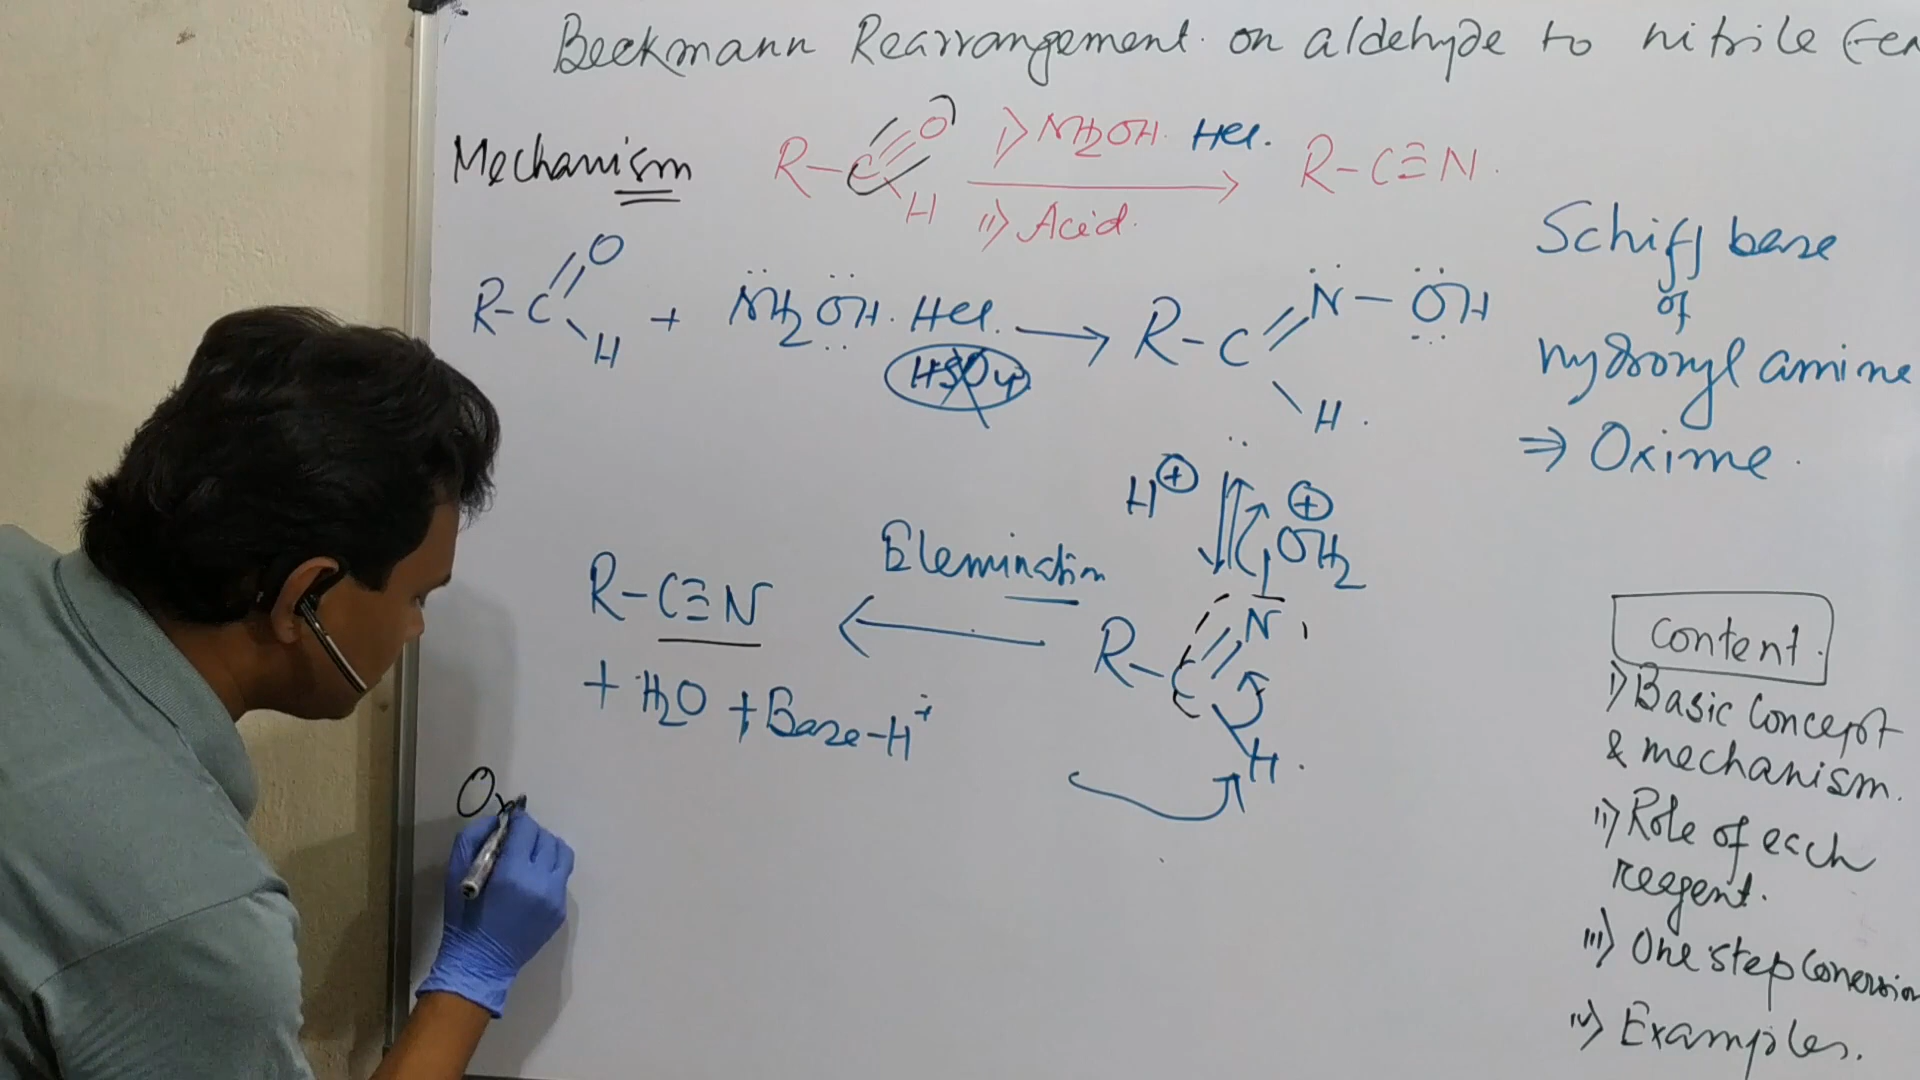 Beckmann Rearrangement on aldehyde to nitrile
Mechanism
R-C=O H
i) NH2OH. HCl.
ii) Acid.
R-C≡N.
R-C=O H + NH2OH. HCl. → R-C=N-OH H.
HSO4
Schiff base
of
hydroxyl amine
⇒ Oxime.
H⊕
⊕
OH2
Elemination
R-C≡N ← R-C=N H.
+ H2O + Base-H+
content.
i) Basic Concept
& mechanism.
ii) Role of each
reagent.
iii) One step Conversion
iv) Examples.